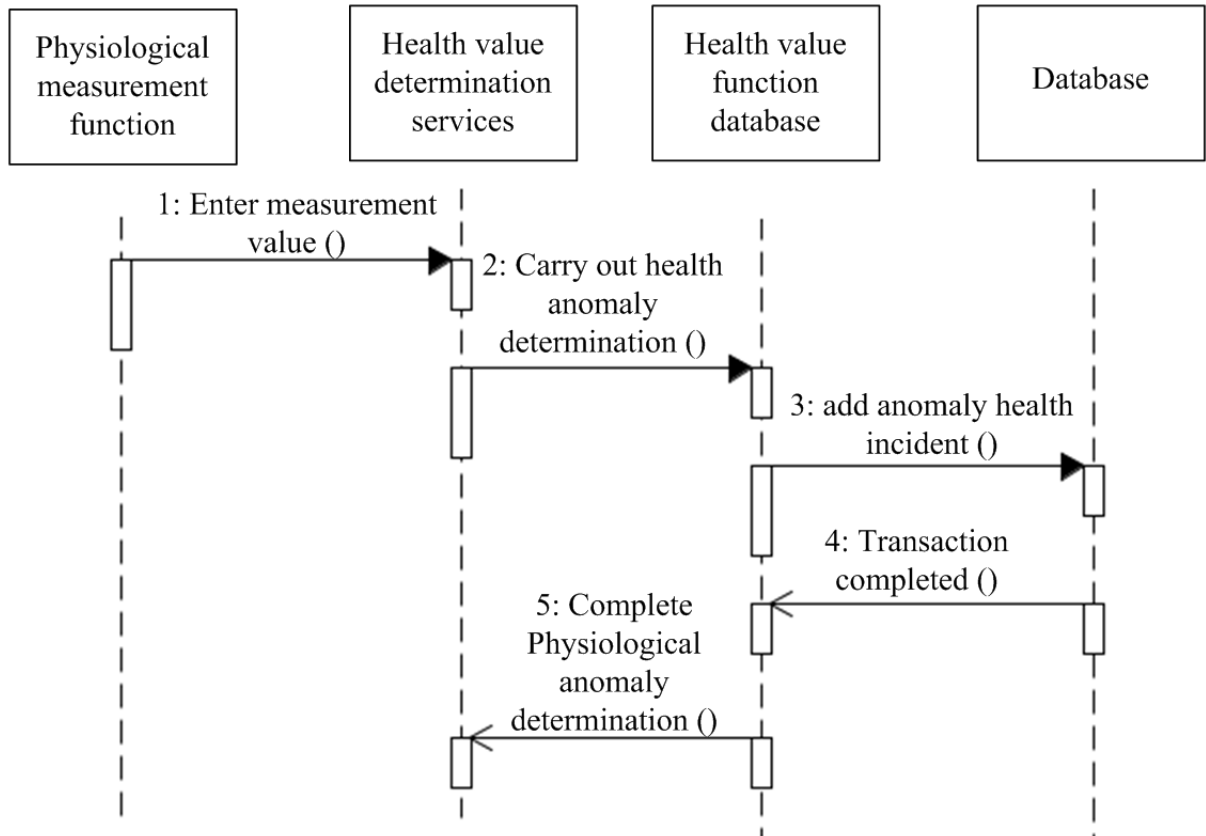 Physiological
measurement
function
Health value
determination
services
Health value
function
database
Database
1: Enter measurement
value ()
2: Carry out health
anomaly
determination ()
3: add anomaly health
incident ()
4: Transaction
completed ()
5: Complete
Physiological
anomaly
determination ()